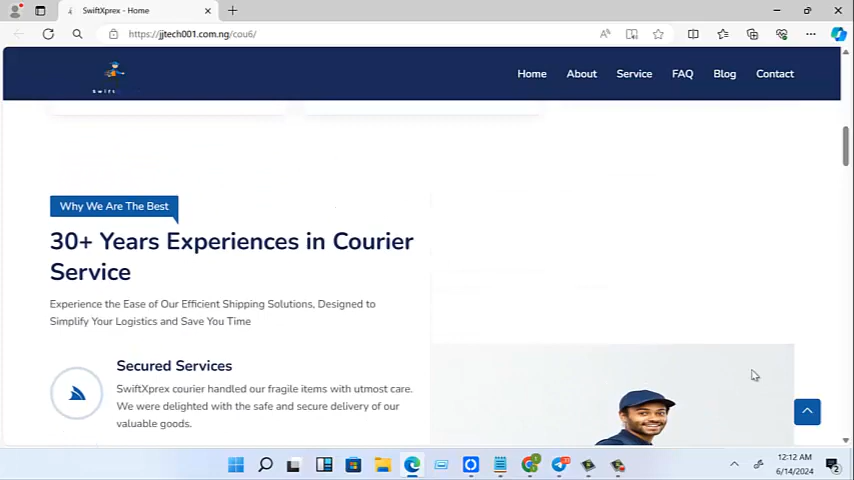 SwiftXprex - Home
https://jjtech001.com.ng/cou6/
Swift
Home About Service FAQ Blog Contact
Why We Are The Best
30+ Years Experiences in Courier
Service
Experience the Ease of Our Efficient Shipping Solutions, Designed to
Simplify Your Logistics and Save You Time
Secured Services
SwiftXprex courier handled our fragile items with utmost care.
We were delighted with the safe and secure delivery of our
valuable goods.
12:12 AM
6/14/2024